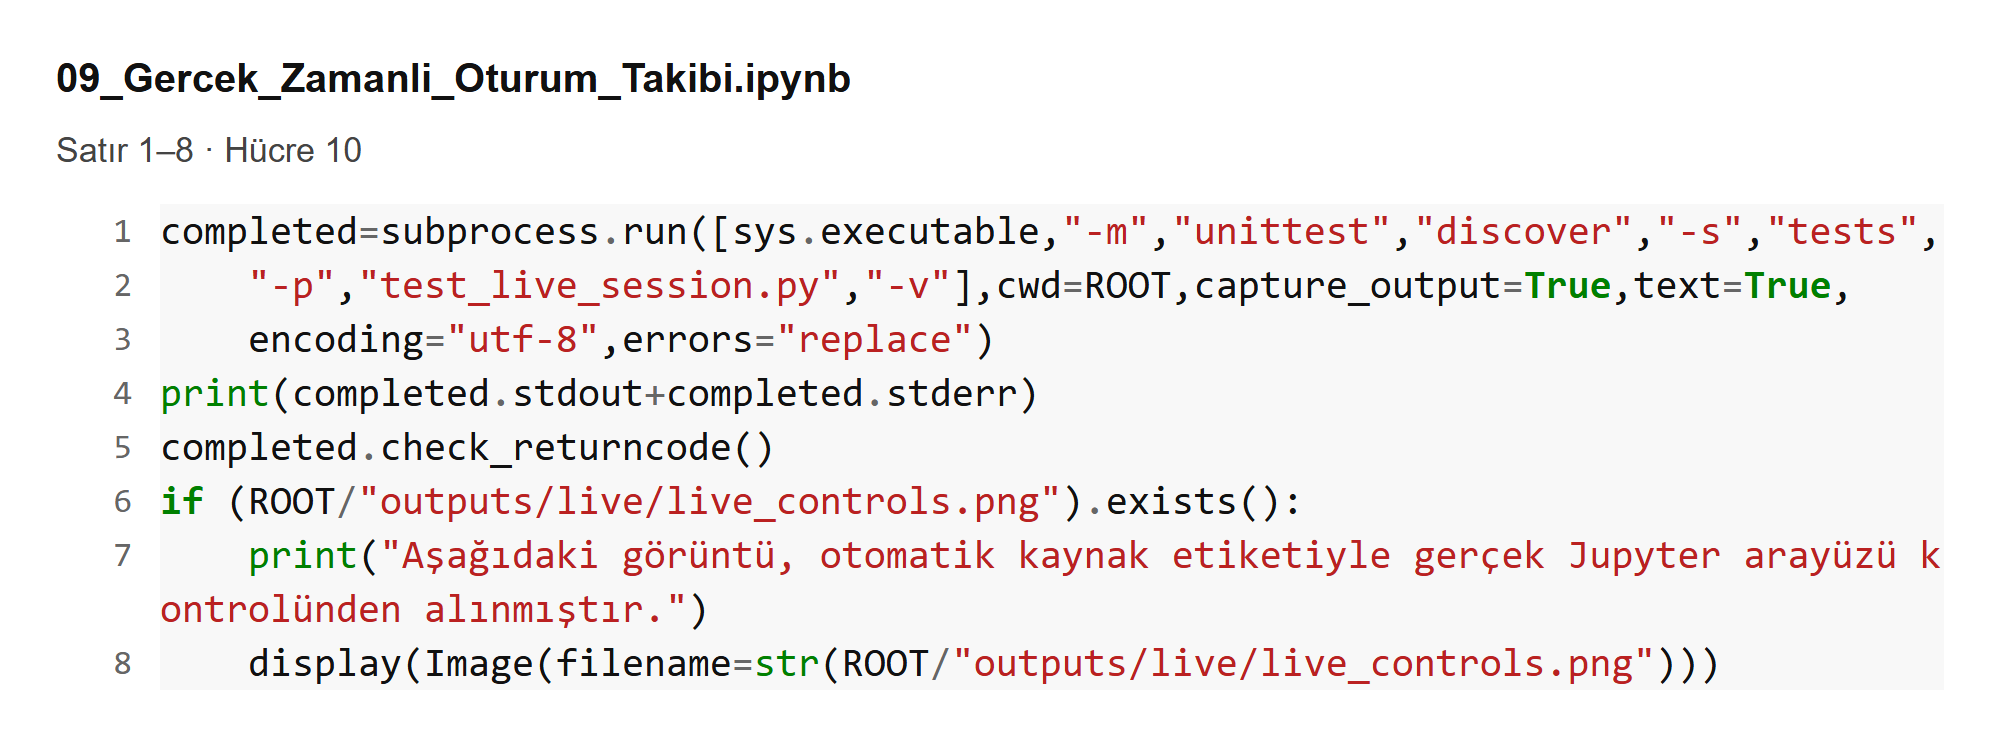 09_Gercek_Zamanli_Oturum_Takibi.ipynb
Satır 1–8 · Hücre 10
1 completed=subprocess.run([sys.executable,"-m","unittest","discover","-s","tests",
2     "-p","test_live_session.py","-v"],cwd=ROOT,capture_output=True,text=True,
3     encoding="utf-8",errors="replace")
4 print(completed.stdout+completed.stderr)
5 completed.check_returncode()
6 if (ROOT/"outputs/live/live_controls.png").exists():
7     print("Aşağıdaki görüntü, otomatik kaynak etiketiyle gerçek Jupyter arayüzü k
ontrolünden alınmıştır.")
8     display(Image(filename=str(ROOT/"outputs/live/live_controls.png")))